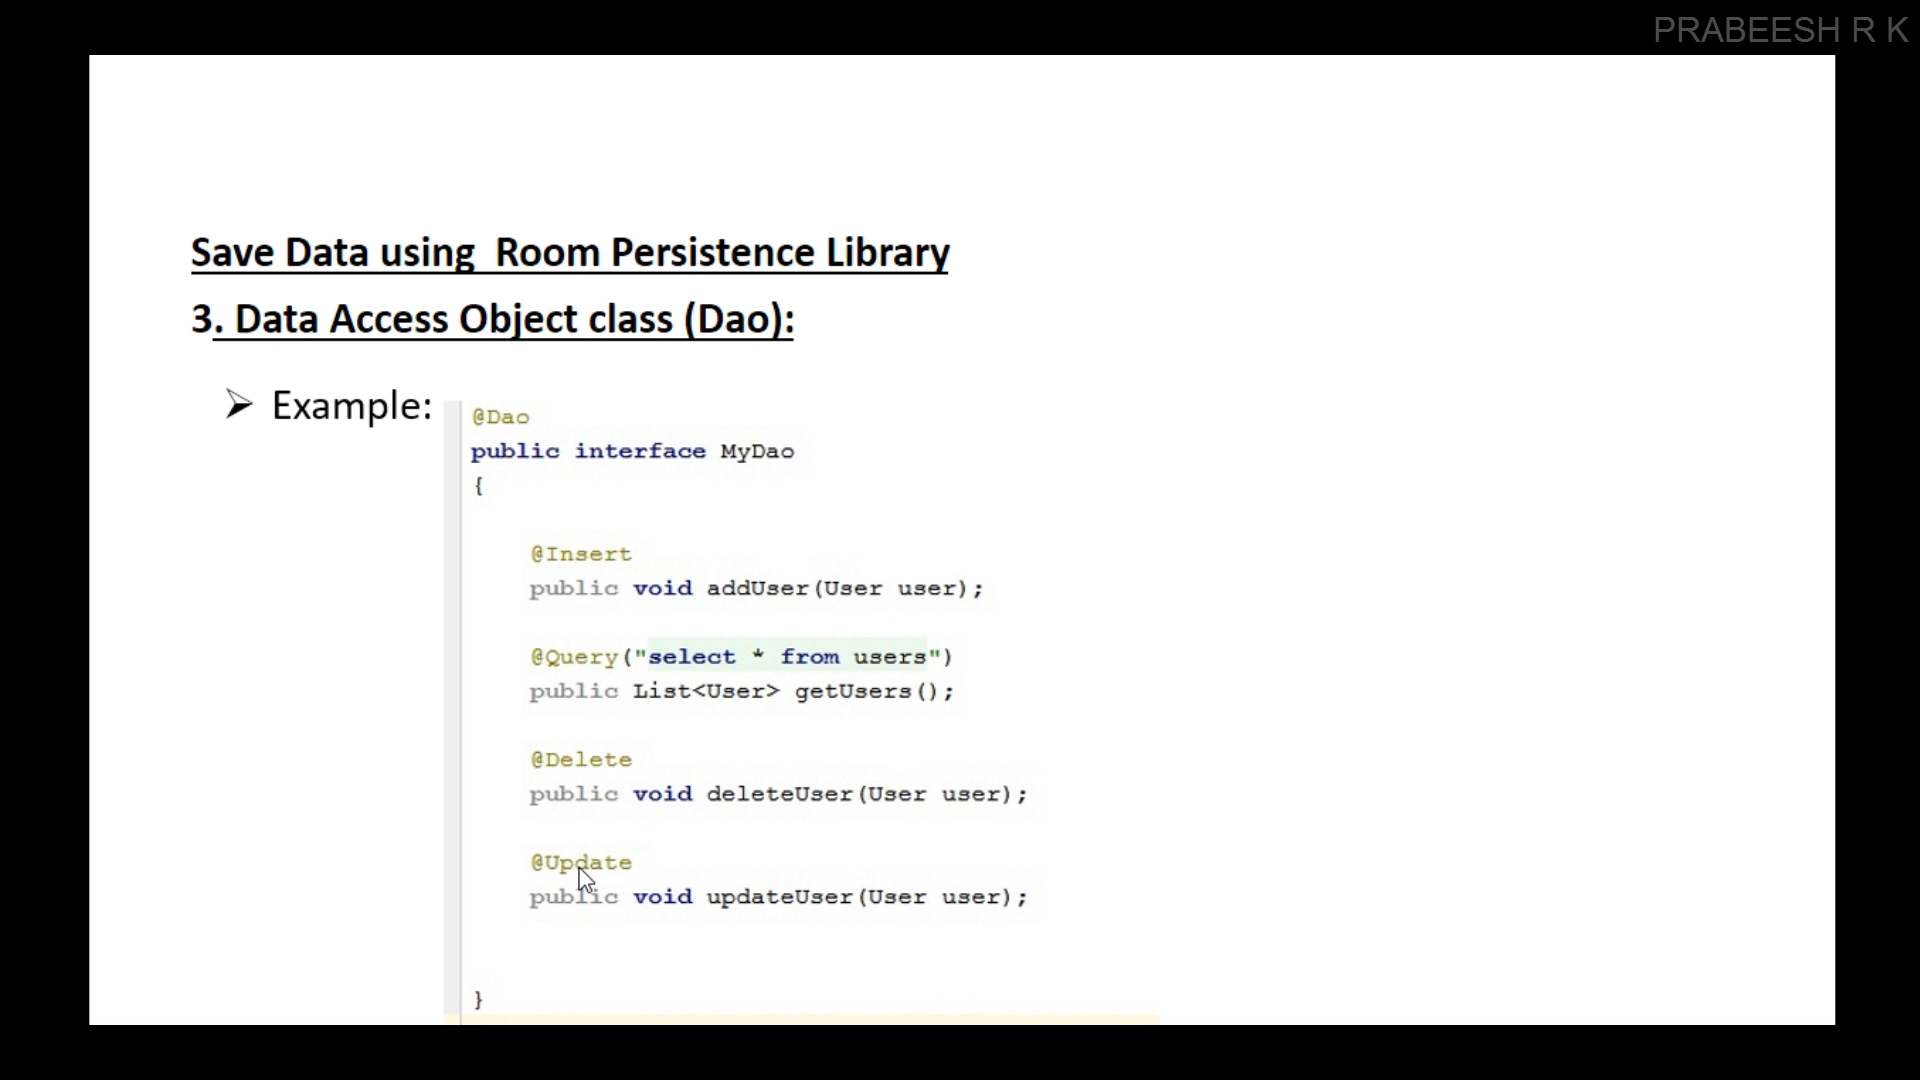 PRABEESH R K
Save Data using  Room Persistence Library
3. Data Access Object class (Dao):
➢ Example:
@Dao
public interface MyDao
{
@Insert
public void addUser(User user);
@Query("select * from users")
public List<User> getUsers();
@Delete
public void deleteUser(User user);
@Update
public void updateUser(User user);
}